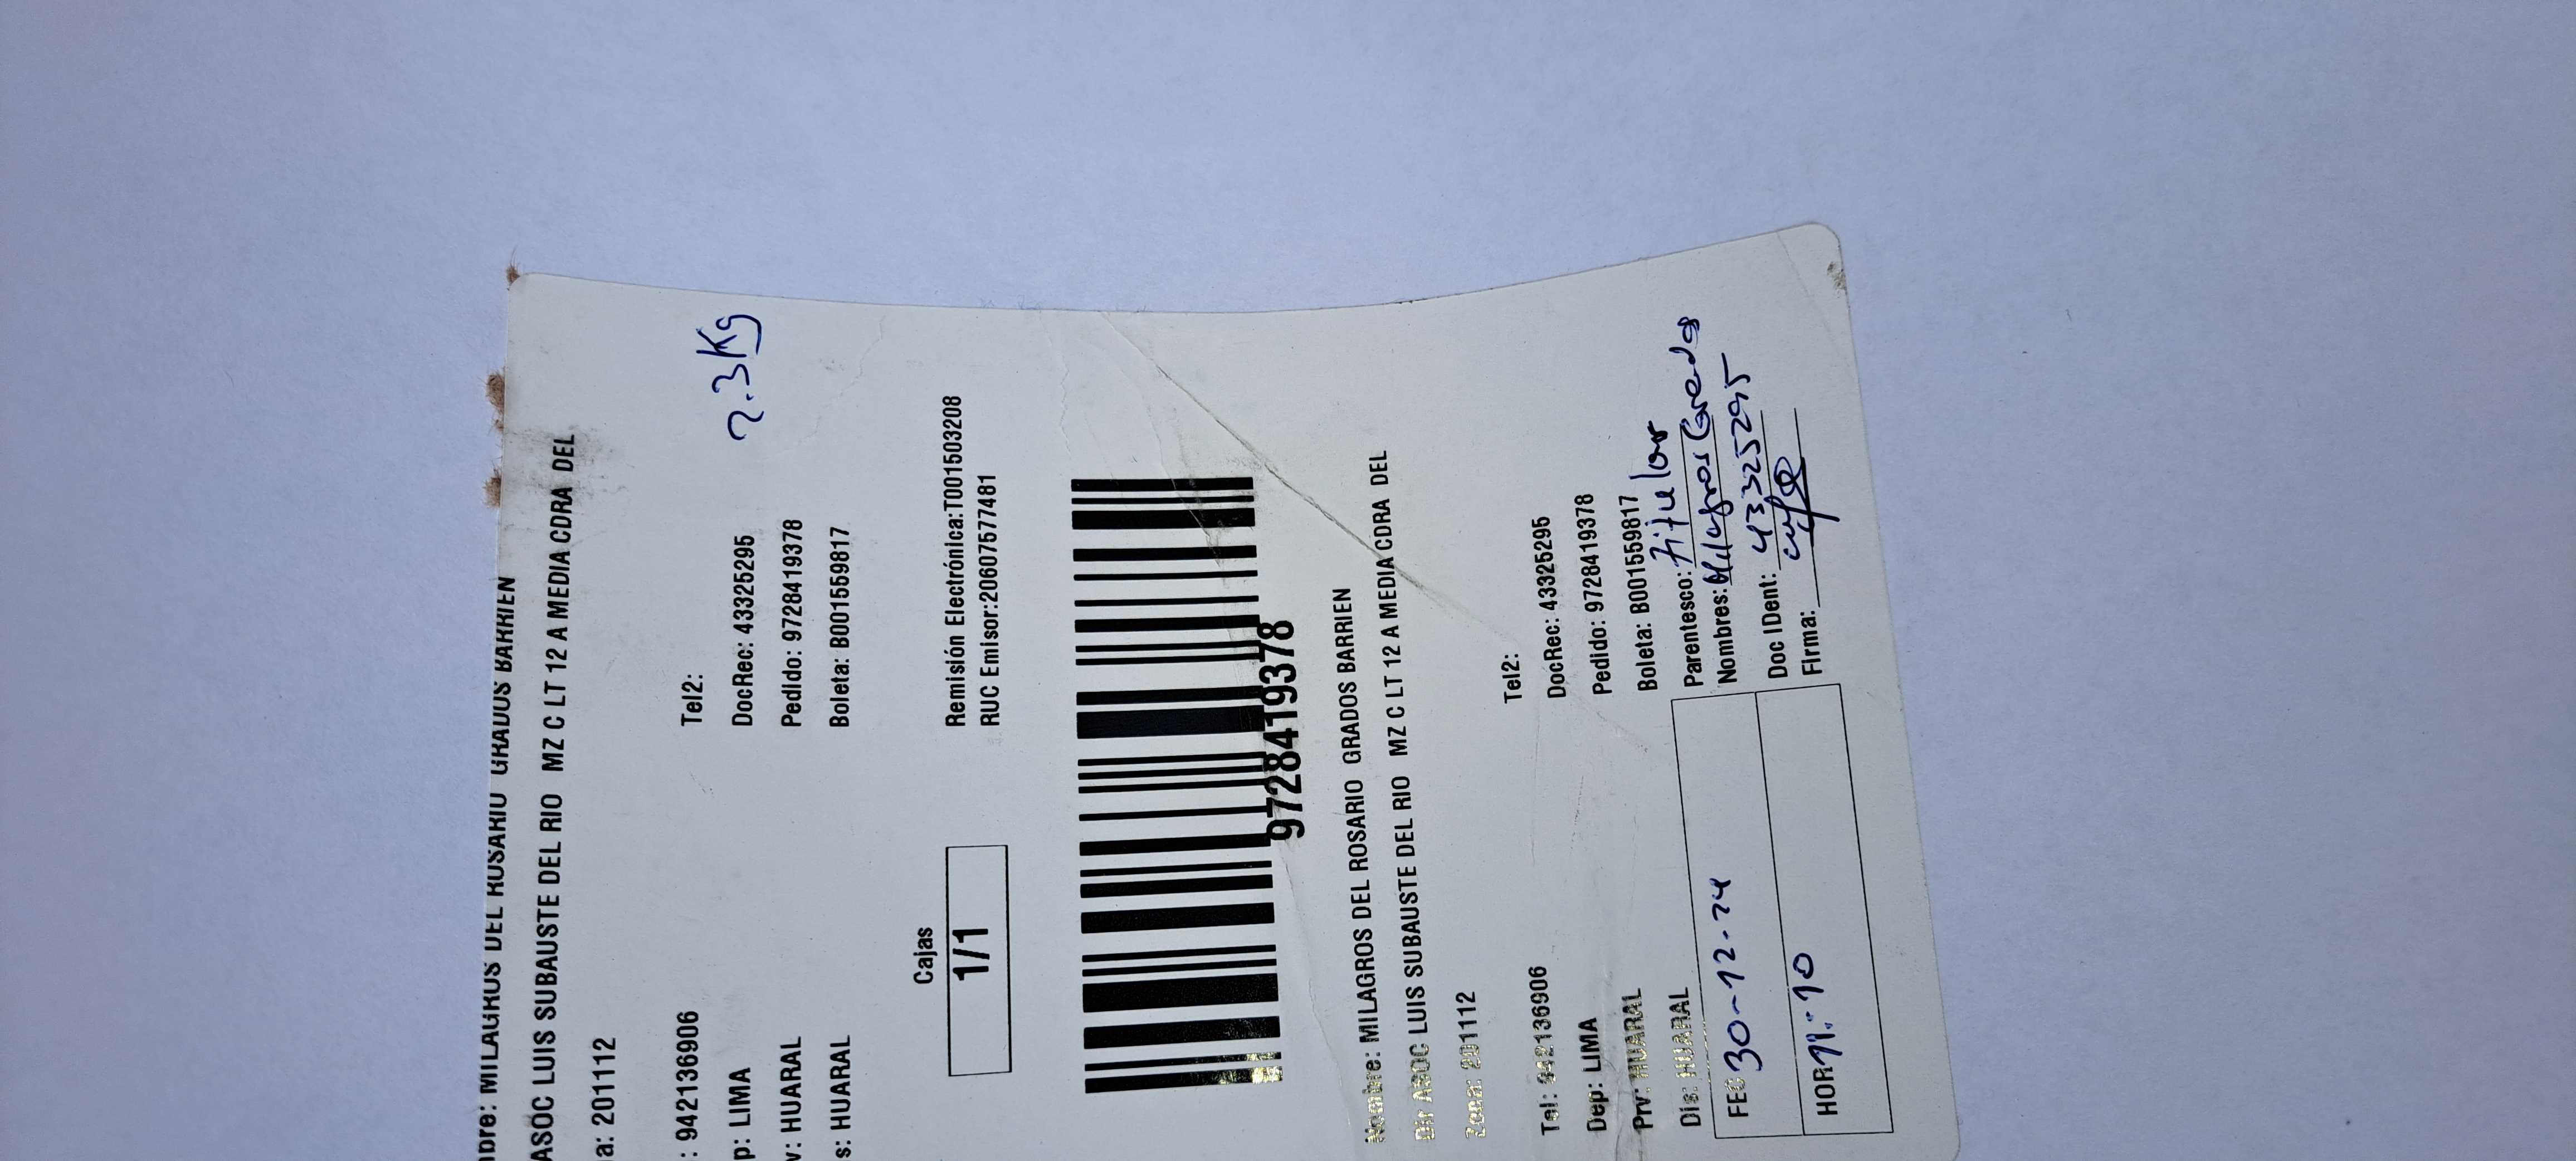 mbre: MILAGROS DEL ROSARIO GRADOS BARRIEN
ASOC LUIS SUBAUSTE DEL RIO MZ C LT 12 A MEDIA CDRA DEL
a: 201112
: 942136906 Tel2:
p: LIMA DocRec: 43325295 2.3Kg
v: HUARAL Pedido: 9728419378
s: HUARAL Boleta: B001559817
Cajas
1/1
Remisión Electrónica:T001503208
RUC Emisor:20607577481
9728419378
Nombre: MILAGROS DEL ROSARIO GRADOS BARRIEN
Dir ASOC LUIS SUBAUSTE DEL RIO MZ C LT 12 A MEDIA CDRA DEL
Zona: 201112
Tel: 942136906 Tel2:
Dep: LIMA DocRec: 43325295
Prv: HUARAL Pedido: 9728419378
Dis: HUARAL Boleta: B001559817
FEC 30-12-24
HOR 11:10
Parentesco: Titular
Nombres: Milagros Grados
Doc IDent: 43325295
Firma: